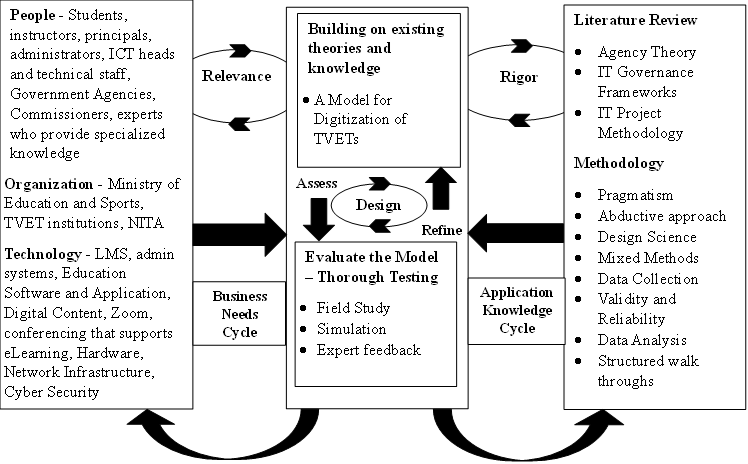 People - Students,
instructors, principals,
administrators, ICT heads
and technical staff,
Government Agencies,
Commissioners, experts
who provide specialized
knowledge
Organization - Ministry of
Education and Sports,
TVET institutions, NITA
Technology - LMS, admin
systems, Education
Software and Application,
Digital Content, Zoom,
conferencing that supports
eLearning, Hardware,
Network Infrastructure,
Cyber Security
Relevance
Business
Needs
Cycle
Building on existing
theories and
knowledge
• A Model for
Digitization of
TVETs
Assess
Design
Refine
Evaluate the Model
– Thorough Testing
• Field Study
• Simulation
• Expert feedback
Rigor
Application
Knowledge
Cycle
Literature Review
• Agency Theory
• IT Governance
Frameworks
• IT Project
Methodology
Methodology
• Pragmatism
• Abductive approach
• Design Science
• Mixed Methods
• Data Collection
• Validity and
Reliability
• Data Analysis
• Structured walk
throughs